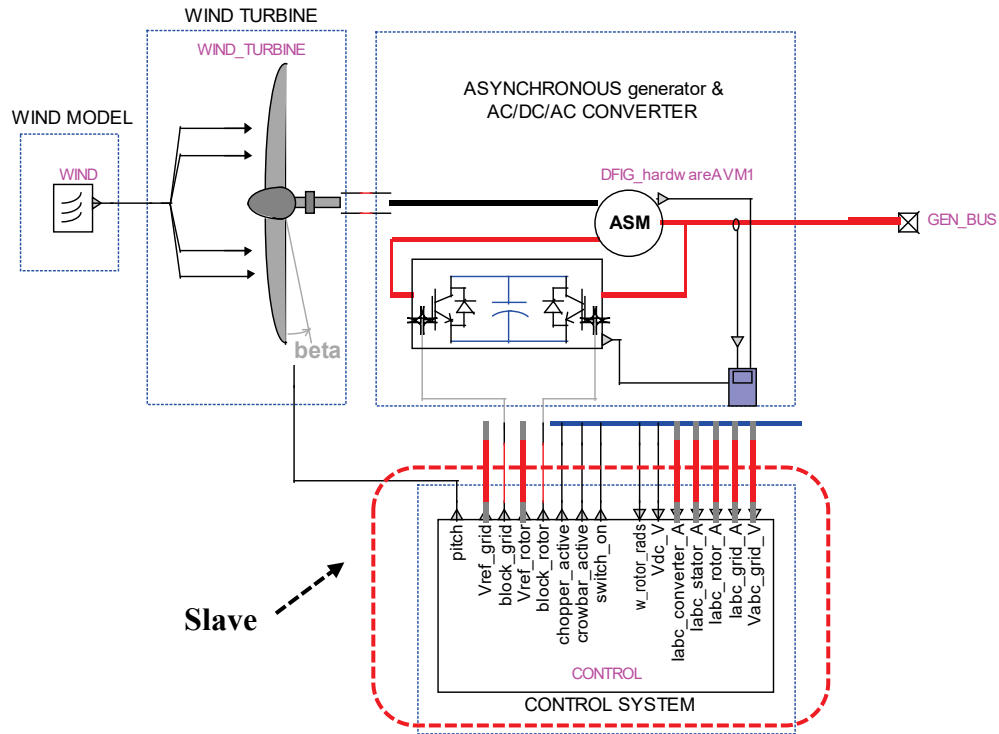 WIND TURBINE
WIND_TURBINE
ASYNCHRONOUS generator &
AC/DC/AC CONVERTER
WIND MODEL
WIND
DFIG_hardwareAVM1
ASM
GEN_BUS
beta
pitch
Vref_grid
block_grid
Vref_rotor
block_rotor
chopper_active
crowbar_active
switch_on
w_rotor_rads
Vdc_V
Iabc_converter_A
Iabc_stator_A
Iabc_rotor_A
Iabc_grid_A
Vabc_grid_V
Slave
CONTROL
CONTROL SYSTEM